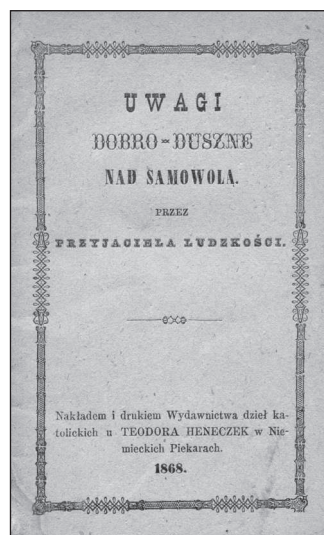 UWAGI
DOBRO-DUSZNE
NAD SAMOWOLĄ.
PRZEZ
PRZYJACIELA LUDZKOŚCI.
Nakładem i drukiem Wydawnictwa dzieł ka-
tolickich u TEODORA HENECZEK w Nie-
mieckich Piekarach.
1868.